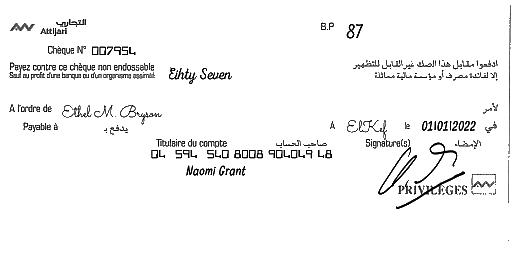 التجاري
Attijari
B.P 87
Chèque N° 007954
Payez contre ce chèque non endossable
Sauf au profit d'une banque ou d'un organisme assimilé
Eihty Seven
ادفعوا مقابل هذا الصك غير القابل للتظهير
إلا لفائدة مصرف أو مؤسسة مالية مماثلة
A l'ordre de Ethel M. Bryson لأمر
Payable à يدفع بـ A El Kef le 01/01/2022 في
Titulaire du compte صاحب الحساب Signature(s) الإمضاء
04 594 540 8008 904049 48
Naomi Grant
PRIVILÈGES